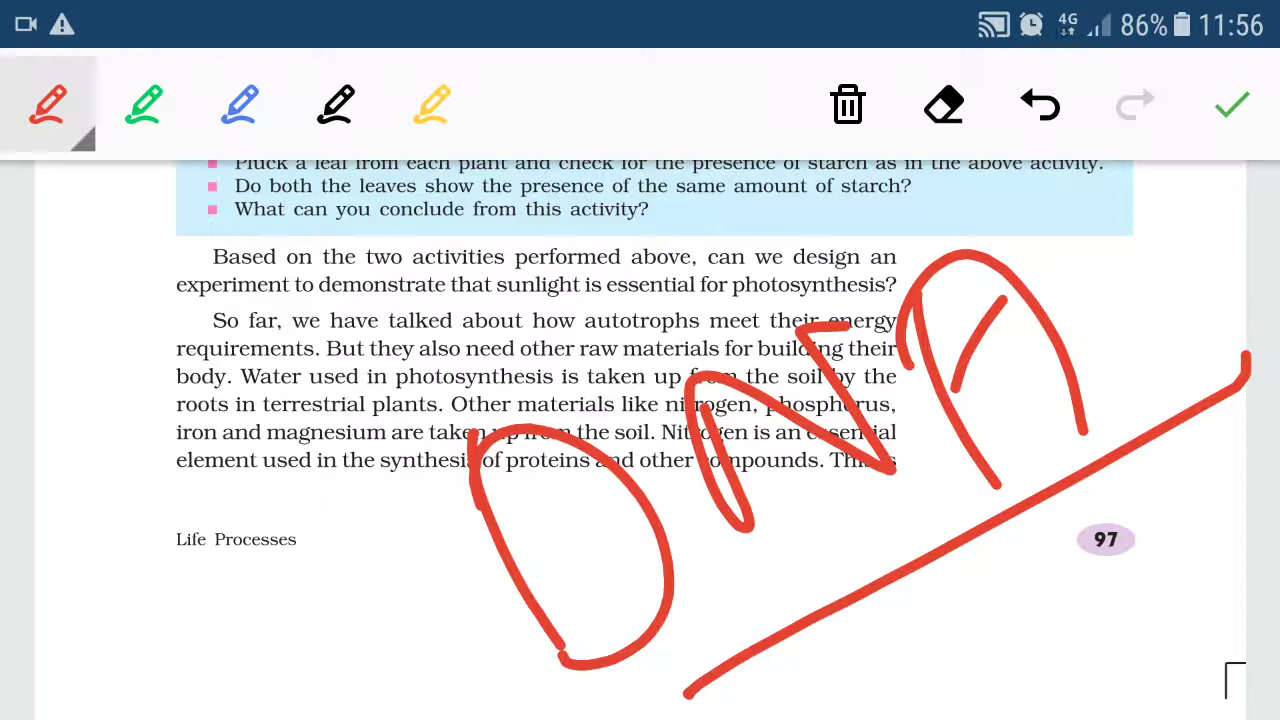 4G 86% 11:56
Pluck a leaf from each plant and check for the presence of starch as in the above activity.
Do both the leaves show the presence of the same amount of starch?
What can you conclude from this activity?
Based on the two activities performed above, can we design an
experiment to demonstrate that sunlight is essential for photosynthesis?
So far, we have talked about how autotrophs meet their energy
requirements. But they also need other raw materials for building their
body. Water used in photosynthesis is taken up from the soil by the
roots in terrestrial plants. Other materials like nitrogen, phosphorus,
iron and magnesium are taken up from the soil. Nitrogen is an essential
element used in the synthesis of proteins and other compounds. This is
DNA
Life Processes
97